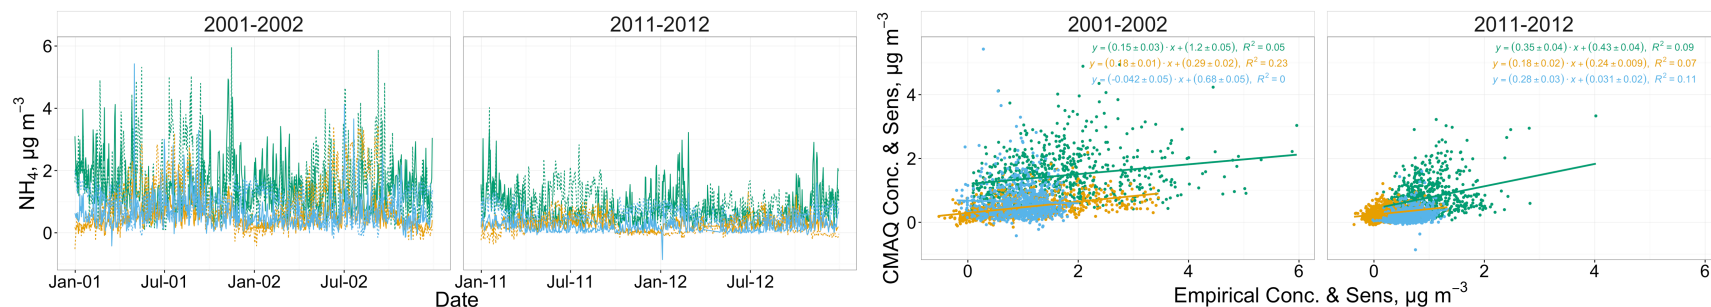 2001-2002
2011-2012
NH4, µg m−3
6
4
2
0
Jan-01
Jul-01
Jan-02
Jul-02
Jan-11
Jul-11
Jan-12
Jul-12
Date
2001-2002
2011-2012
CMAQ Conc. & Sens, µg m−3
y = (0.15 ± 0.03) · x + (1.2 ± 0.05), R2 = 0.05
y = (0.18 ± 0.01) · x + (0.29 ± 0.02), R2 = 0.23
y = (-0.042 ± 0.05) · x + (0.68 ± 0.05), R2 = 0
y = (0.35 ± 0.04) · x + (0.43 ± 0.04), R2 = 0.09
y = (0.18 ± 0.02) · x + (0.24 ± 0.009), R2 = 0.07
y = (0.28 ± 0.03) · x + (0.031 ± 0.02), R2 = 0.11
4
2
0
0
2
4
6
0
2
4
6
Empirical Conc. & Sens, µg m−3